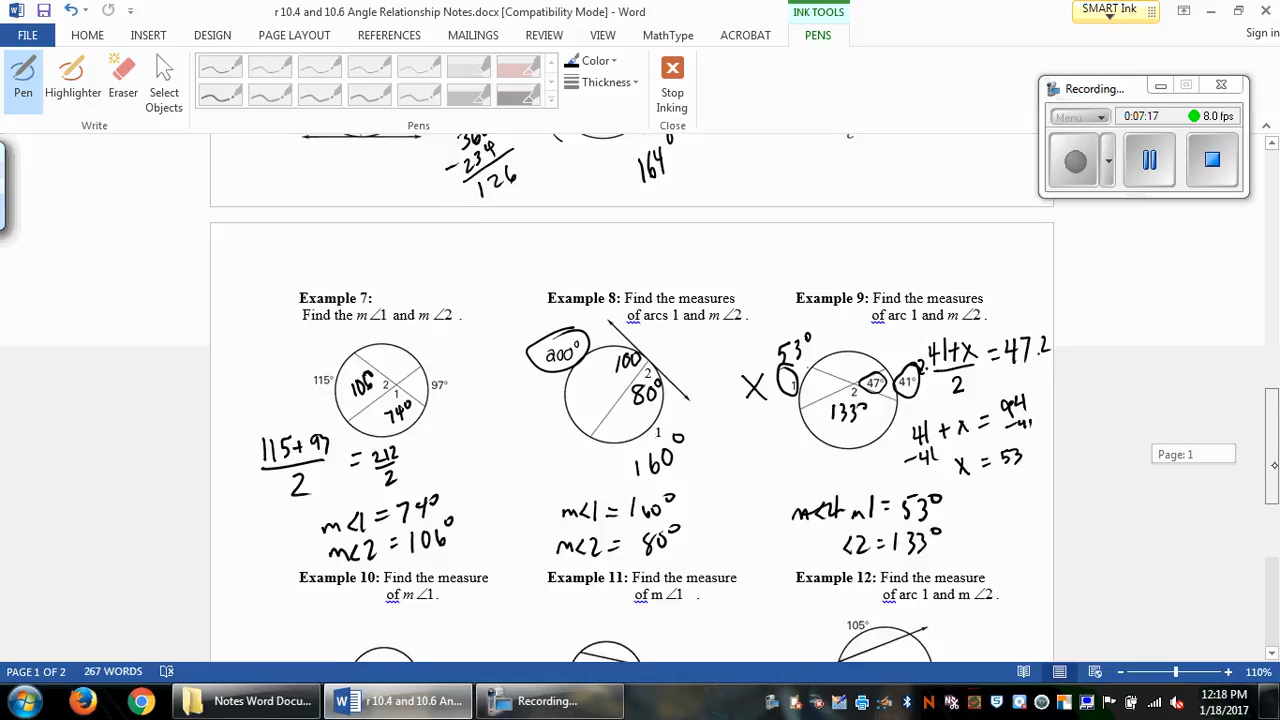 r 10.4 and 10.6 Angle Relationship Notes.docx [Compatibility Mode] - Word
INK TOOLS
SMART Ink
FILE HOME INSERT DESIGN PAGE LAYOUT REFERENCES MAILINGS REVIEW VIEW MathType ACROBAT PENS
Sign in
Pen
Highlighter
Eraser
Select
Objects
Color
Thickness
Stop
Inking
Write
Pens
Close
Recording...
Menu
0:07:17
8.0 fps
-234
126
164°
Example 7:
Find the m∠1 and m ∠2 .
115°
106°
2
1
74°
97°
115+97
2
= 212
2
m<1 = 74°
m<2 = 106°
Example 8: Find the measures
of arcs 1 and m ∠2 .
200°
100
2
80°
1
160°
m<1 = 160°
m<2 = 80°
Example 9: Find the measures
of arc 1 and m ∠2 .
53°
X
1
47°
41°
2
133°
2. 41+x = 47.2
2
41 + x = 94
-41 -41
x = 53
m1 = 53°
<2 = 133°
Page: 1
Example 10: Find the measure
of m ∠1.
Example 11: Find the measure
of m ∠1 .
Example 12: Find the measure
of arc 1 and m ∠2 .
105°
PAGE 1 OF 2 267 WORDS
110%
Notes Word Docu...
r 10.4 and 10.6 An...
Recording...
12:18 PM
1/18/2017